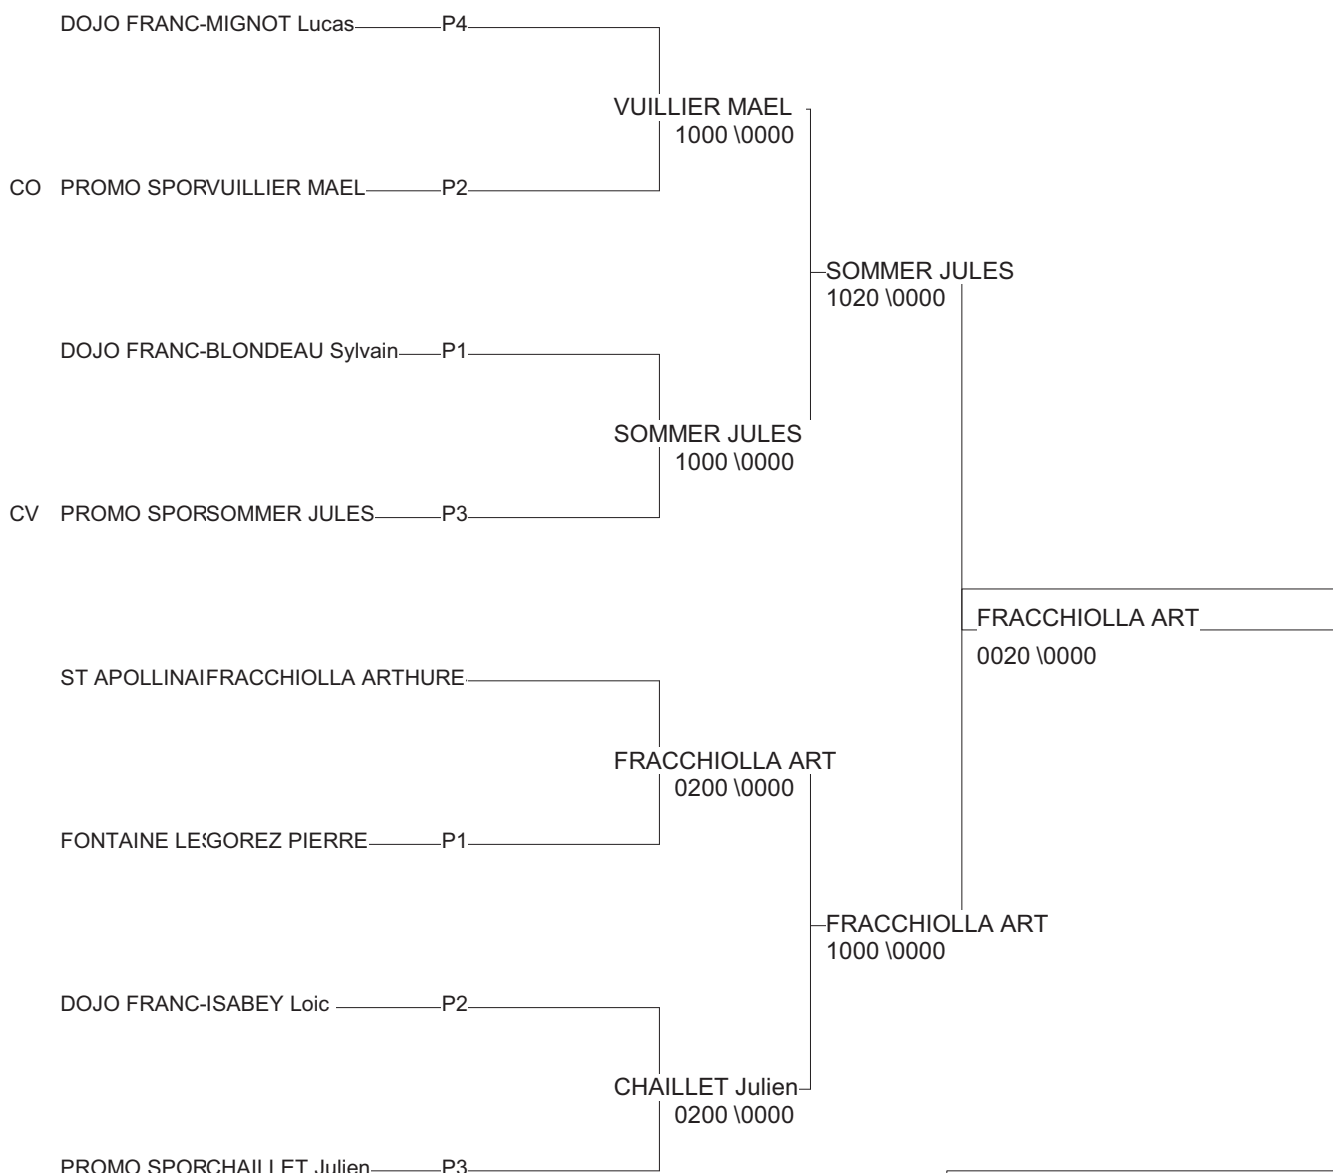 DOJO FRANC-MIGNOT Lucas P4
VUILLIER MAEL
1000 \0000
CO PROMO SPORVUILLIER MAEL P2
SOMMER JULES
1020 \0000
DOJO FRANC-BLONDEAU Sylvain P1
SOMMER JULES
1000 \0000
CV PROMO SPORSOMMER JULES P3
FRACCHIOLLA ART
0020 \0000
ST APOLLINAIFRACCHIOLLA ARTHURE
FRACCHIOLLA ART
0200 \0000
FONTAINE LESGOREZ PIERRE P1
FRACCHIOLLA ART
1000 \0000
DOJO FRANC-ISABEY Loic P2
CHAILLET Julien
0200 \0000
PROMO SPORCHAILLET Julien P3